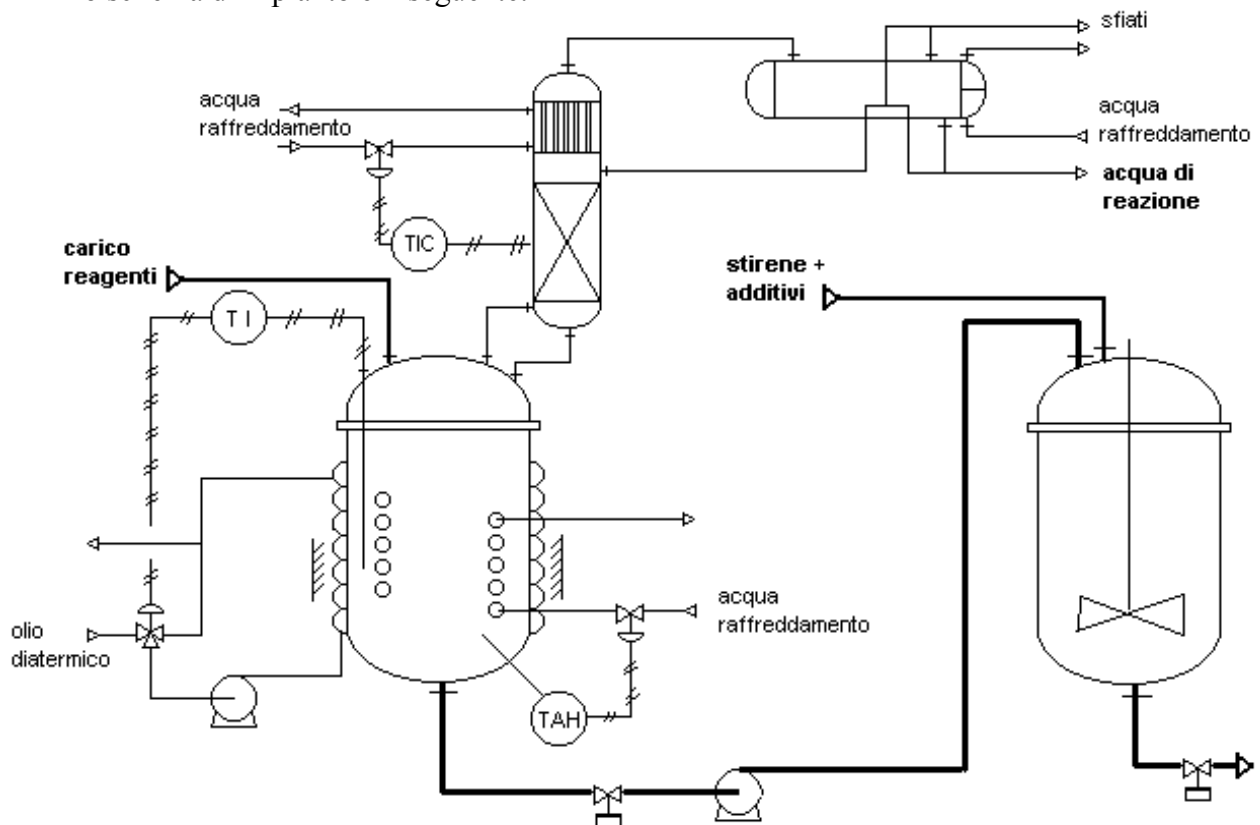 sfiati
acqua
raffreddamento
acqua
raffreddamento
acqua di
reazione
TIC
carico
reagenti
stirene +
additivi
T I
acqua
raffreddamento
olio
diatermico
TAH